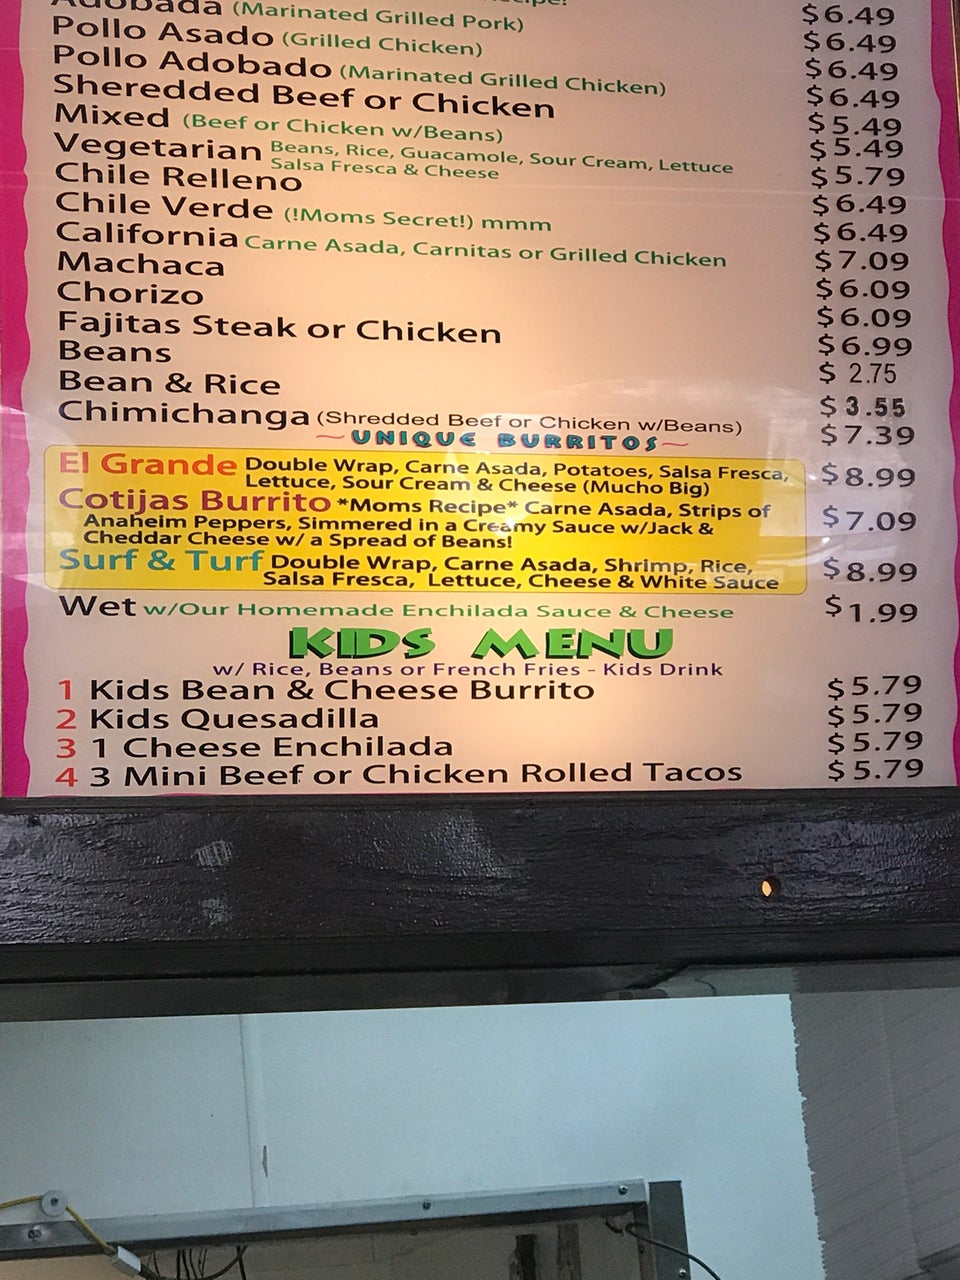 $6.49
Adobada (Marinated Grilled Pork) $6.49
Pollo Asado (Grilled Chicken) $6.49
Pollo Adobado (Marinated Grilled Chicken) $6.49
Sheredded Beef or Chicken $5.49
Mixed (Beef or Chicken w/Beans) $5.49
Vegetarian Beans, Rice, Guacamole, Sour Cream, Lettuce $5.79
Salsa Fresca & Cheese
Chile Relleno $6.49
Chile Verde (!Moms Secret!) mmm $6.49
California Carne Asada, Carnitas or Grilled Chicken $7.09
Machaca $6.09
Chorizo $6.09
Fajitas Steak or Chicken $6.99
Beans $ 2.75
Bean & Rice $ 3.55
Chimichanga (Shredded Beef or Chicken w/Beans) $7.39
~UNIQUE BURRITOS~
El Grande Double Wrap, Carne Asada, Potatoes, Salsa Fresca, $8.99
Lettuce, Sour Cream & Cheese (Mucho Big)
Cotijas Burrito *Moms Recipe* Carne Asada, Strips of $7.09
Anaheim Peppers, Simmered in a Creamy Sauce w/Jack &
Cheddar Cheese w/ a Spread of Beans!
Surf & Turf Double Wrap, Carne Asada, Shrimp, Rice, $8.99
Salsa Fresca, Lettuce, Cheese & White Sauce
Wet w/Our Homemade Enchilada Sauce & Cheese $1.99
KIDS MENU
w/ Rice, Beans or French Fries - Kids Drink
1 Kids Bean & Cheese Burrito $5.79
2 Kids Quesadilla $5.79
3 1 Cheese Enchilada $5.79
4 3 Mini Beef or Chicken Rolled Tacos $5.79